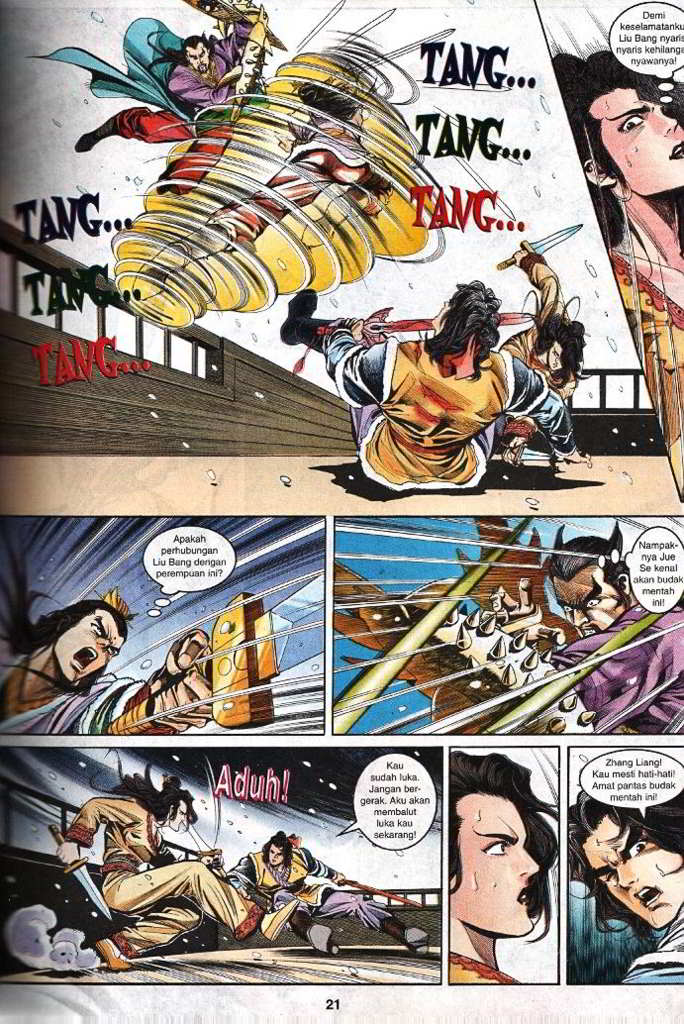 Demi
keselamatanku
Liu Bang nyaris
nyaris kehilanga
nyawanya!
TANG...
TANG...
TANG...
TANG...
TANG...
TANG...
Apakah
perhubungan
Liu Bang dengan
perempuan ini?
Nampak-
nya Jue
Se kenal
akan budak
mentah
ini!
Aduh!
Kau
sudah luka.
Jangan ber-
gerak. Aku akan
membalut
luka kau
sekarang!
Zhang Liang!
Kau mesti hati-hati!
Amat pantas budak
mentah ini!
21